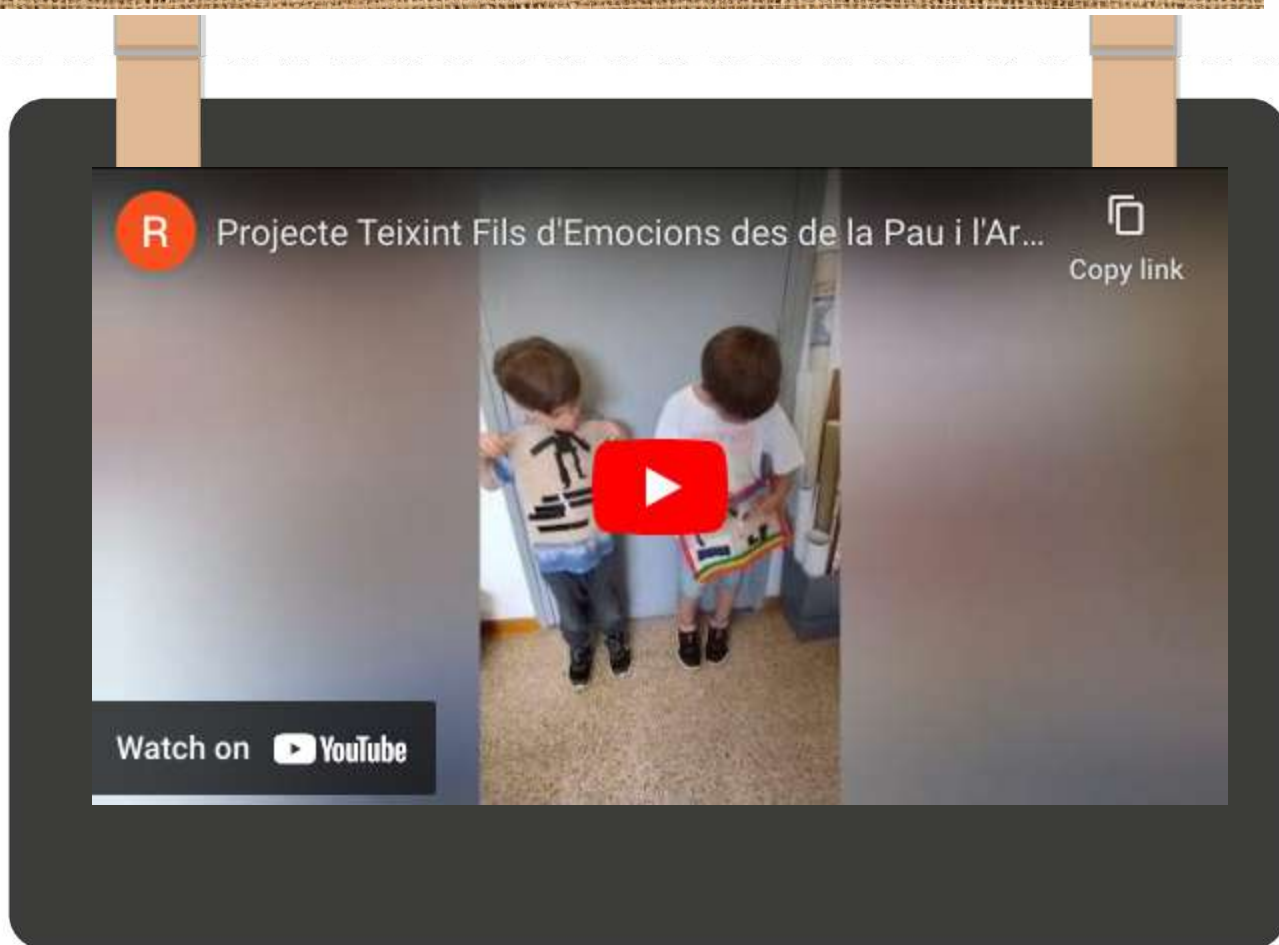 R
Projecte Teixint Fils d'Emocions des de la Pau i l'Ar...
Copy link
Watch on YouTube